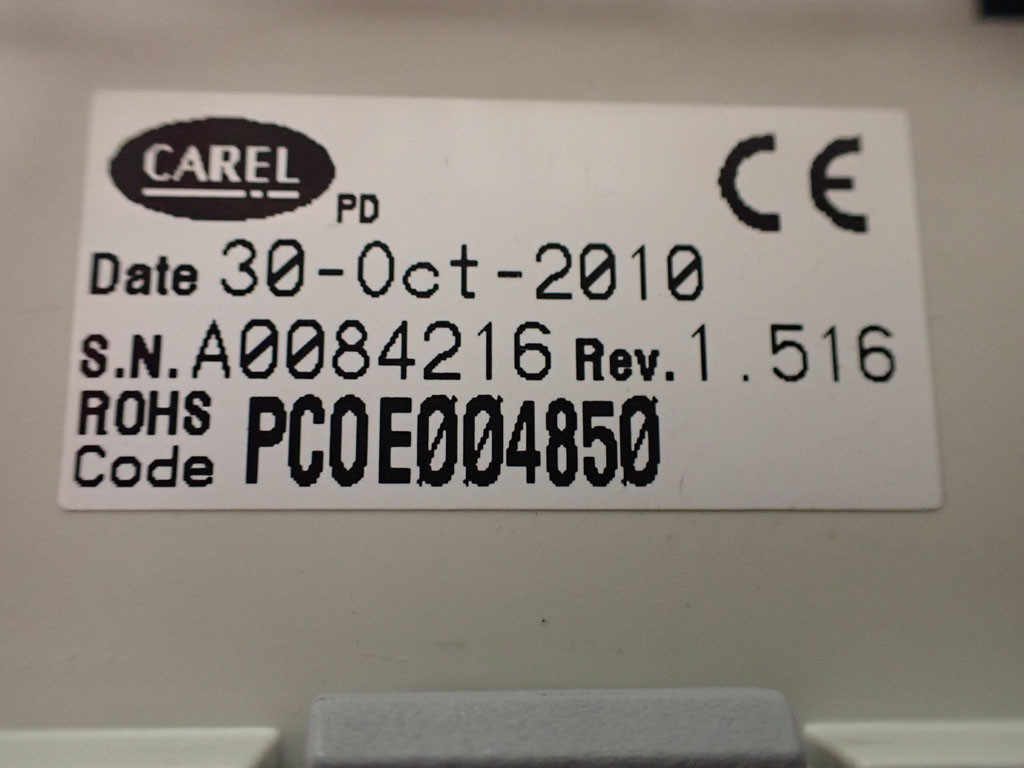 CAREL PD CE
Date 30-Oct-2010
S.N. A0084216 Rev. 1.516
ROHS
Code PCOE004850